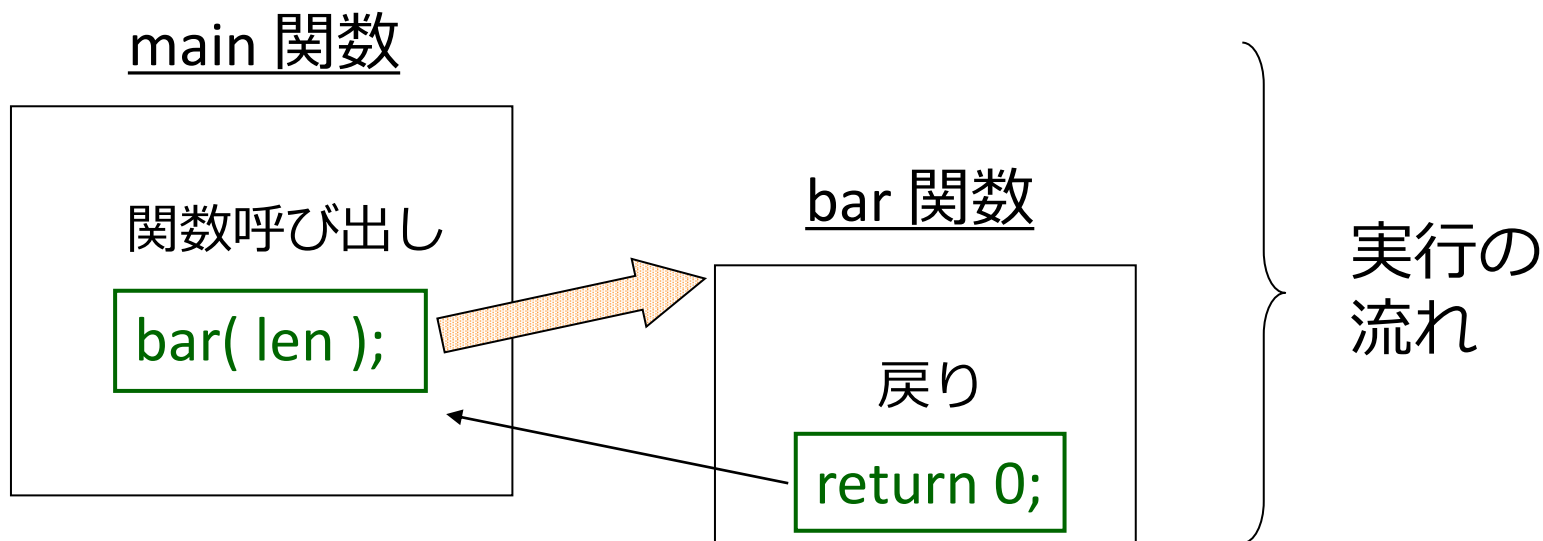 main 関数
関数呼び出し
bar( len );
bar 関数
戻り
return 0;
実行の
流れ